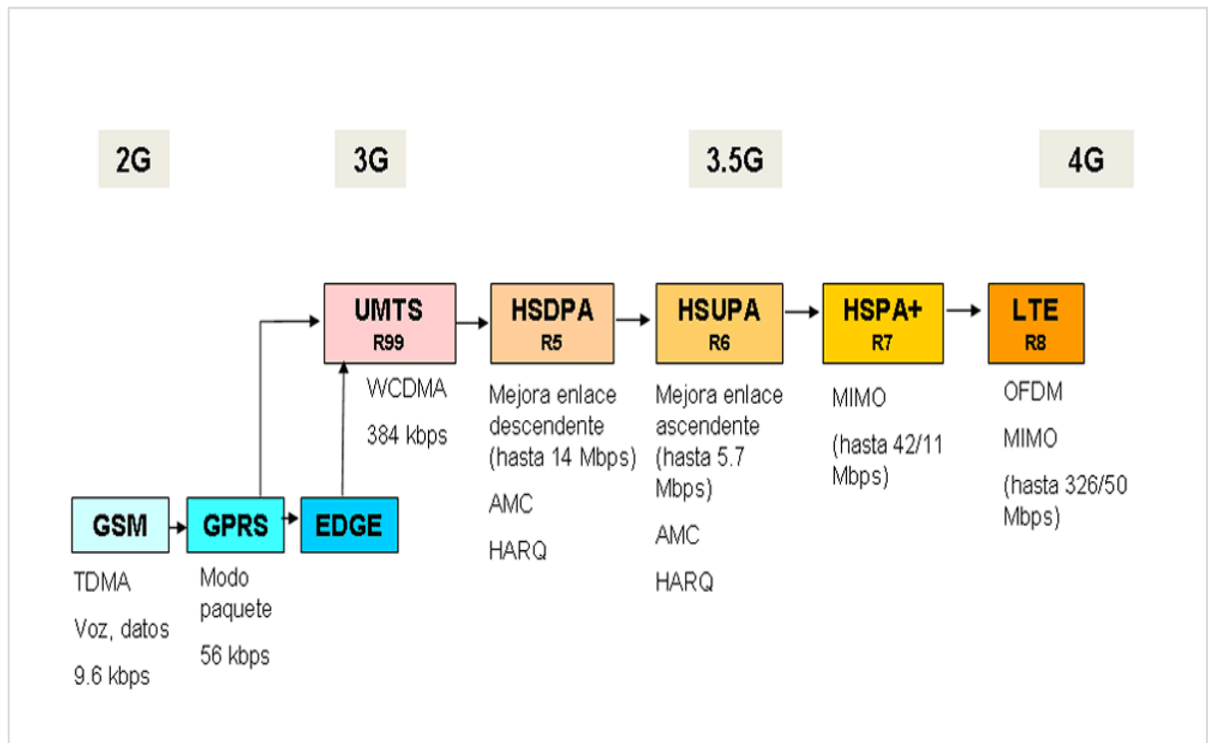 2G
3G
3.5G
4G
UMTS
R99
HSDPA
R5
HSUPA
R6
HSPA+
R7
LTE
R8
WCDMA
384 kbps
Mejora enlace
descendente
(hasta 14 Mbps)
AMC
HARQ
Mejora enlace
ascendente
(hasta 5.7
Mbps)
AMC
HARQ
MIMO
(hasta 42/11
Mbps)
OFDM
MIMO
(hasta 326/50
Mbps)
GSM
GPRS
EDGE
TDMA
Voz, datos
9.6 kbps
Modo
paquete
56 kbps